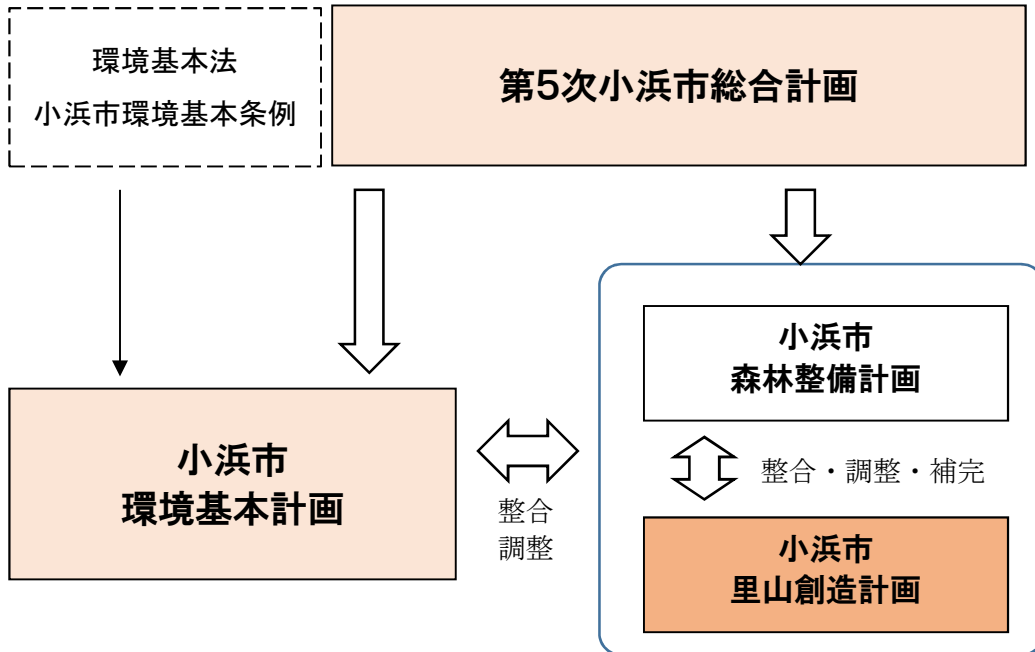 環境基本法
小浜市環境基本条例
第5次小浜市総合計画
小浜市
森林整備計画
小浜市
環境基本計画
整合
調整
整合・調整・補完
小浜市
里山創造計画